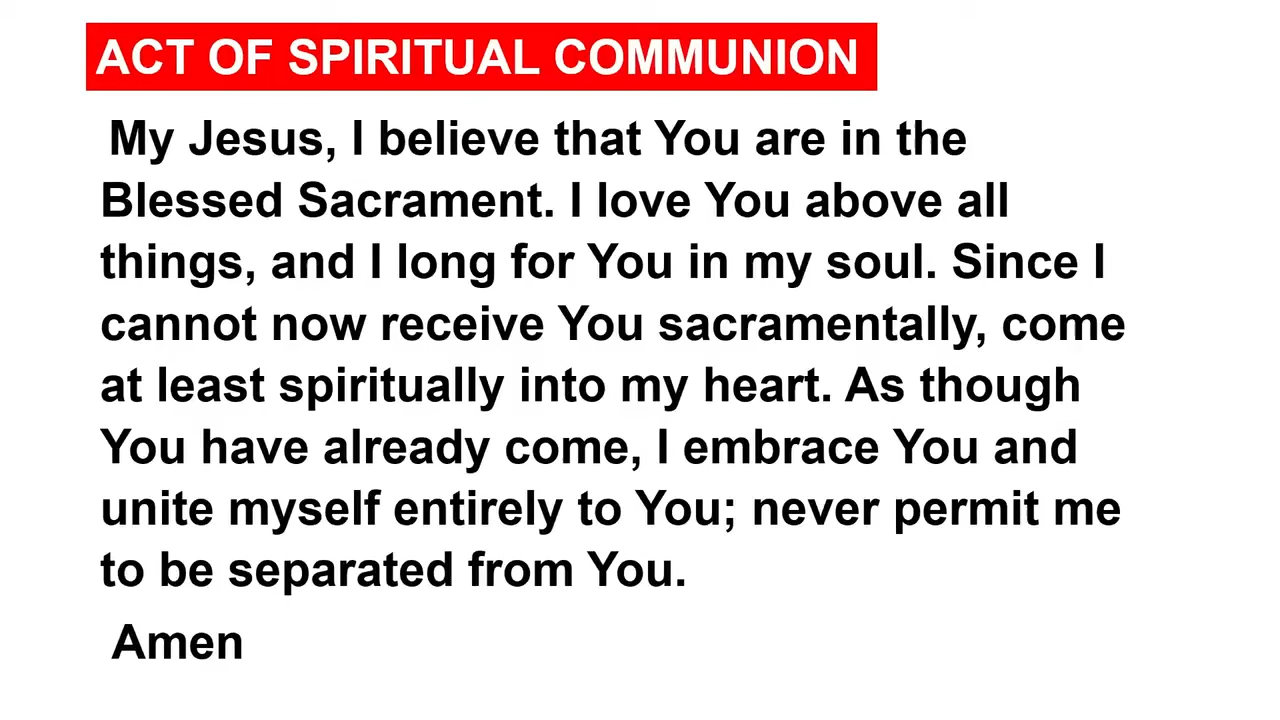 ACT OF SPIRITUAL COMMUNION
My Jesus, I believe that You are in the
Blessed Sacrament. I love You above all
things, and I long for You in my soul. Since I
cannot now receive You sacramentally, come
at least spiritually into my heart. As though
You have already come, I embrace You and
unite myself entirely to You; never permit me
to be separated from You.
Amen